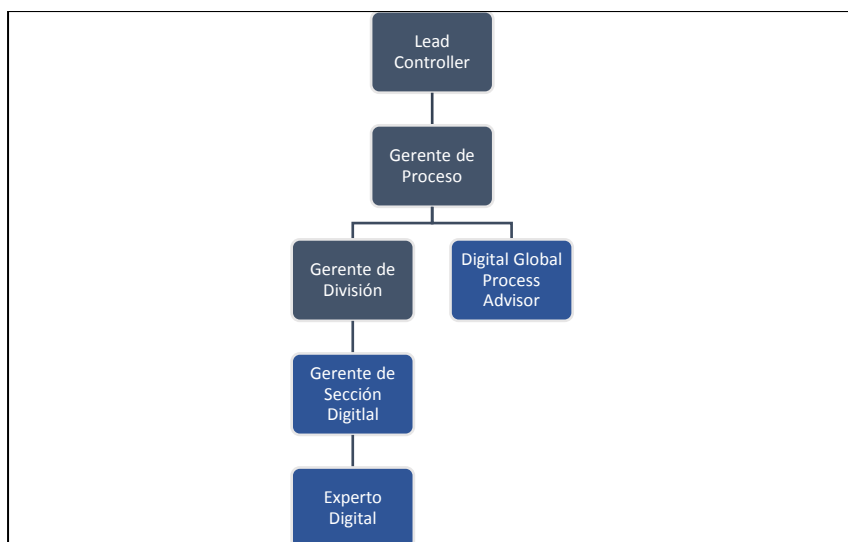 Lead
Controller
Gerente de
Proceso
Gerente de
División
Digital Global
Process
Advisor
Gerente de
Sección
Digitlal
Experto
Digital